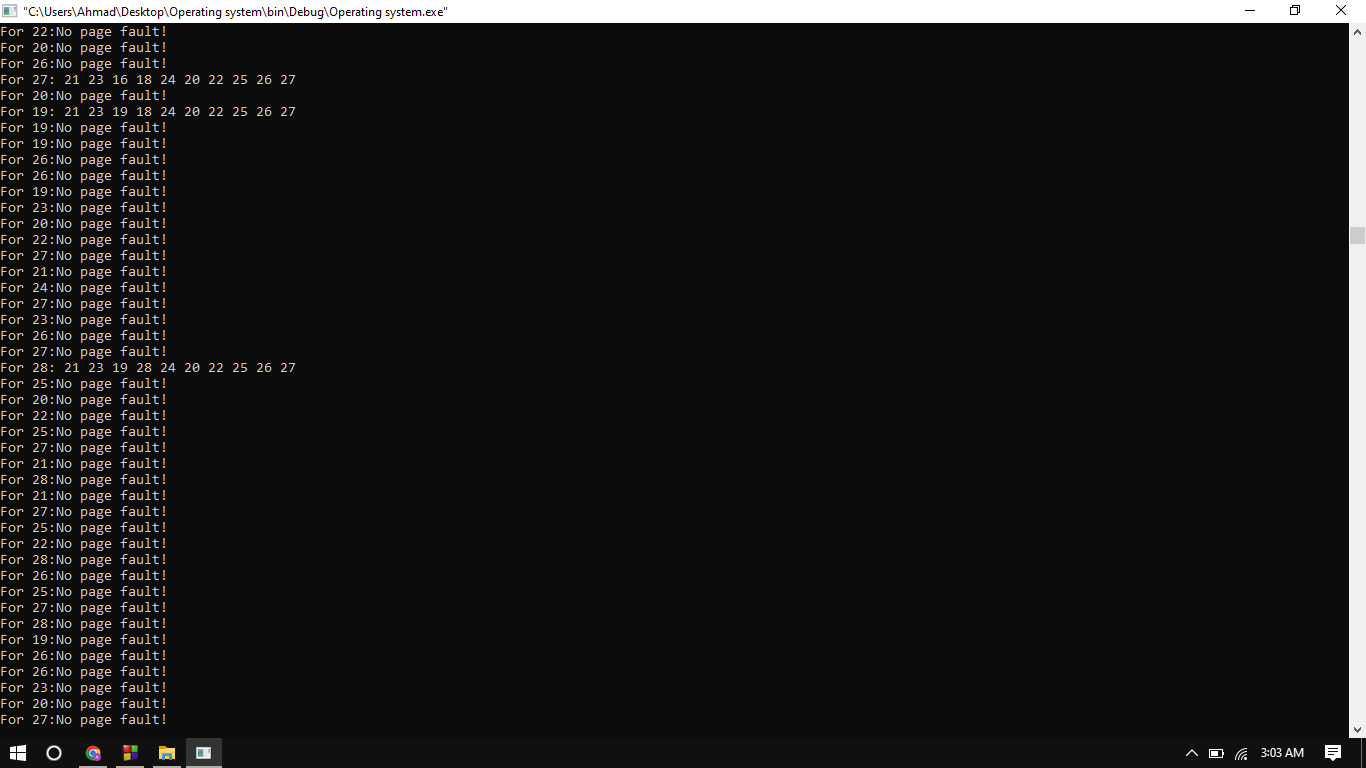 "C:\Users\Ahmad\Desktop\Operating system\bin\Debug\Operating system.exe"
For 22:No page fault!
For 20:No page fault!
For 26:No page fault!
For 27: 21 23 16 18 24 20 22 25 26 27
For 20:No page fault!
For 19: 21 23 19 18 24 20 22 25 26 27
For 19:No page fault!
For 19:No page fault!
For 26:No page fault!
For 26:No page fault!
For 19:No page fault!
For 23:No page fault!
For 20:No page fault!
For 22:No page fault!
For 27:No page fault!
For 21:No page fault!
For 24:No page fault!
For 27:No page fault!
For 23:No page fault!
For 26:No page fault!
For 27:No page fault!
For 28: 21 23 19 28 24 20 22 25 26 27
For 25:No page fault!
For 20:No page fault!
For 22:No page fault!
For 25:No page fault!
For 27:No page fault!
For 21:No page fault!
For 28:No page fault!
For 21:No page fault!
For 27:No page fault!
For 25:No page fault!
For 22:No page fault!
For 28:No page fault!
For 26:No page fault!
For 25:No page fault!
For 27:No page fault!
For 28:No page fault!
For 19:No page fault!
For 26:No page fault!
For 26:No page fault!
For 23:No page fault!
For 20:No page fault!
For 27:No page fault!
3:03 AM